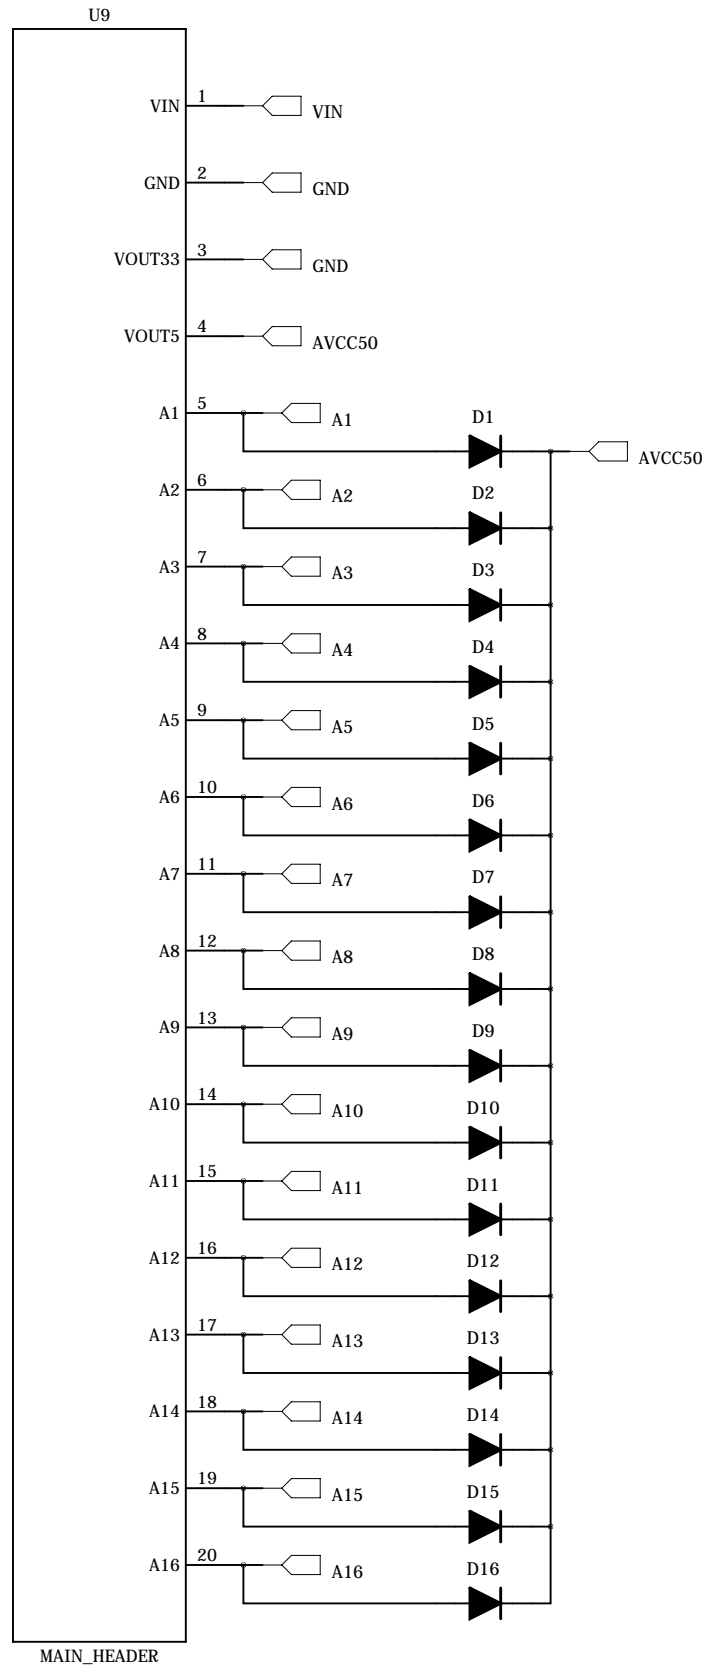 U9
VIN 1 VIN
GND 2 GND
VOUT33 3 GND
VOUT5 4 AVCC50
A1 5 A1 D1
AVCC50
A2 6 A2 D2
A3 7 A3 D3
A4 8 A4 D4
A5 9 A5 D5
A6 10 A6 D6
A7 11 A7 D7
A8 12 A8 D8
A9 13 A9 D9
A10 14 A10 D10
A11 15 A11 D11
A12 16 A12 D12
A13 17 A13 D13
A14 18 A14 D14
A15 19 A15 D15
A16 20 A16 D16
MAIN_HEADER